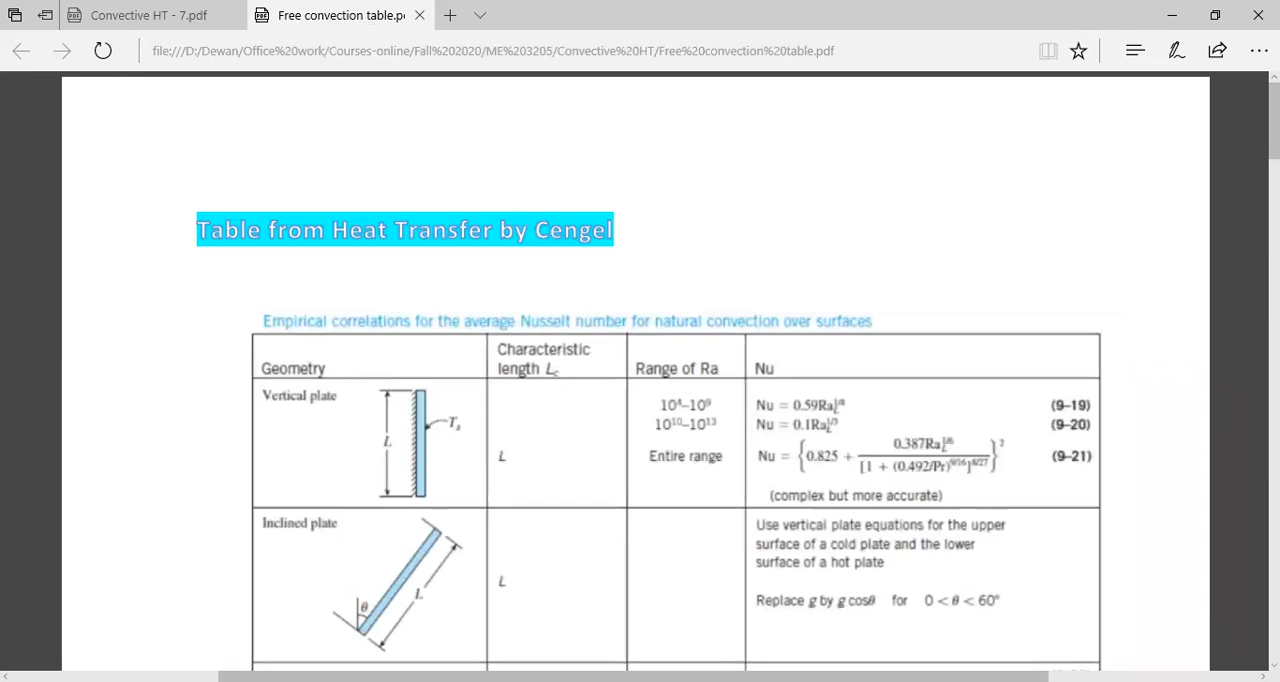 Convective HT - 7.pdf
Free convection table.p
file:///D:/Dewan/Office%20work/Courses-online/Fall%202020/ME%203205/Convective%20HT/Free%20convection%20table.pdf
Table from Heat Transfer by Cengel
Empirical correlations for the average Nusselt number for natural convection over surfaces
Geometry Characteristic length Lc Range of Ra Nu
Vertical plate
L
Ts
L
10⁴–10⁹ Nu = 0.59Ra_L^1/4 (9–19)
10¹⁰–10¹³ Nu = 0.1Ra_L^1/3 (9–20)
Entire range Nu = {0.825 + 0.387Ra_L^1/6 / [1 + (0.492/Pr)^9/16]^8/27}² (9–21)
(complex but more accurate)
Inclined plate
θ
L
L
Use vertical plate equations for the upper
surface of a cold plate and the lower
surface of a hot plate
Replace g by g cosθ for 0 < θ < 60°